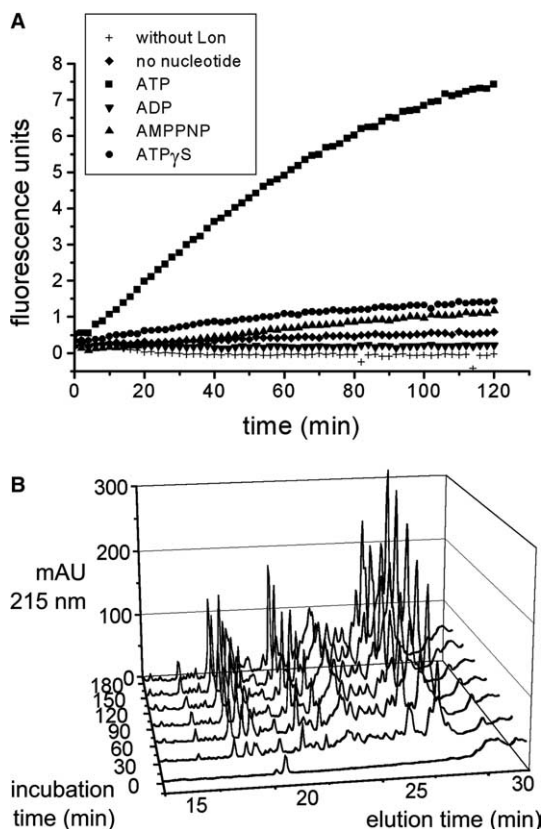 A
without Lon
no nucleotide
ATP
ADP
AMPPNP
ATPγS
8
7
6
5
4
3
2
1
0
fluorescence units
0 20 40 60 80 100 120
time (min)
B
300
200
100
0
mAU
215 nm
180
150
120
90
60
30
0
incubation
time (min)
15 20 25 30
elution time (min)